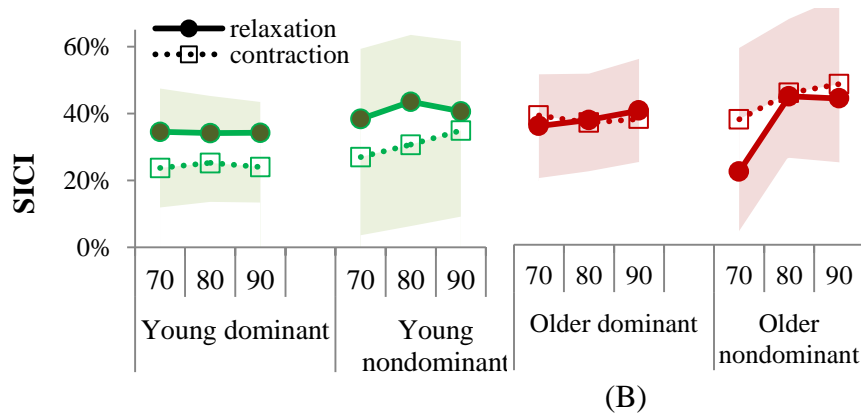 relaxation
contraction
60%
40%
20%
0%
SICI
70 80 90 70 80 90 70 80 90 70 80 90
Young dominant Young nondominant Older dominant Older nondominant
(B)